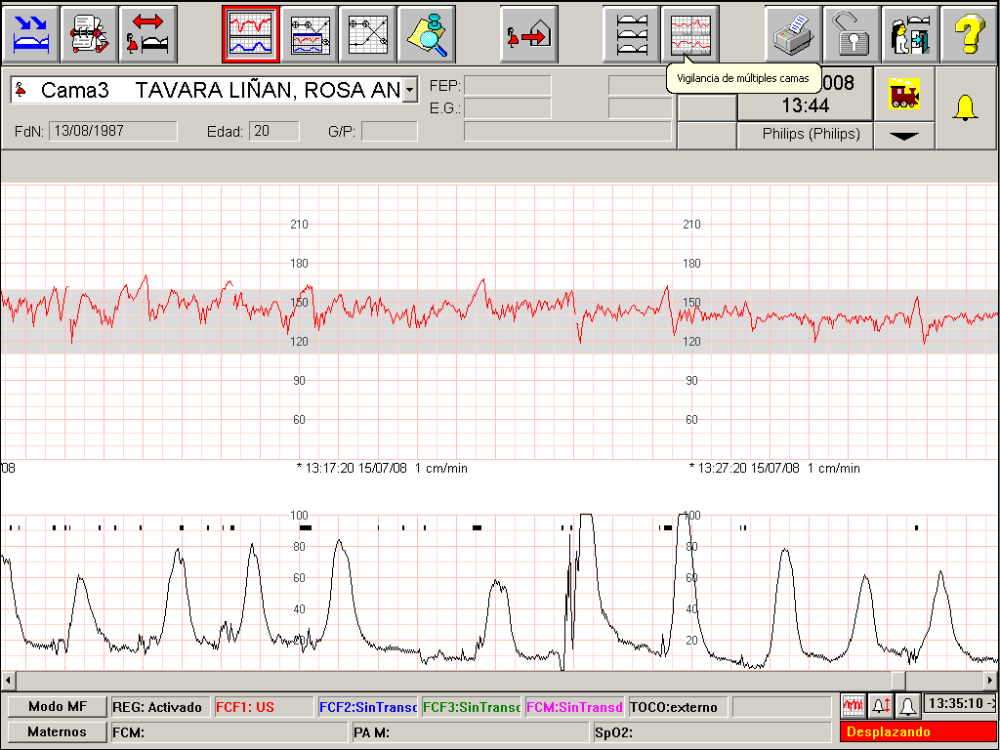 ?
Vigilancia de múltiples camas
Cama3 TAVARA LIÑAN, ROSA AN
FEP:
008
13:44
E.G.:
FdN: 13/08/1987 Edad: 20 G/P:
Philips (Philips)
210 210
180 180
150 150
120 120
90 90
60 60
/08 * 13:17:20 15/07/08 1 cm/min * 13:27:20 15/07/08 1 cm/min
100 100
80 80
60 60
40 40
20 20
Modo MF REG: Activado FCF1: US FCF2:SinTransd FCF3:SinTransd FCM:SinTransd TOCO:externo 13:35:10 ->
Maternos FCM: PA M: SpO2: Desplazando